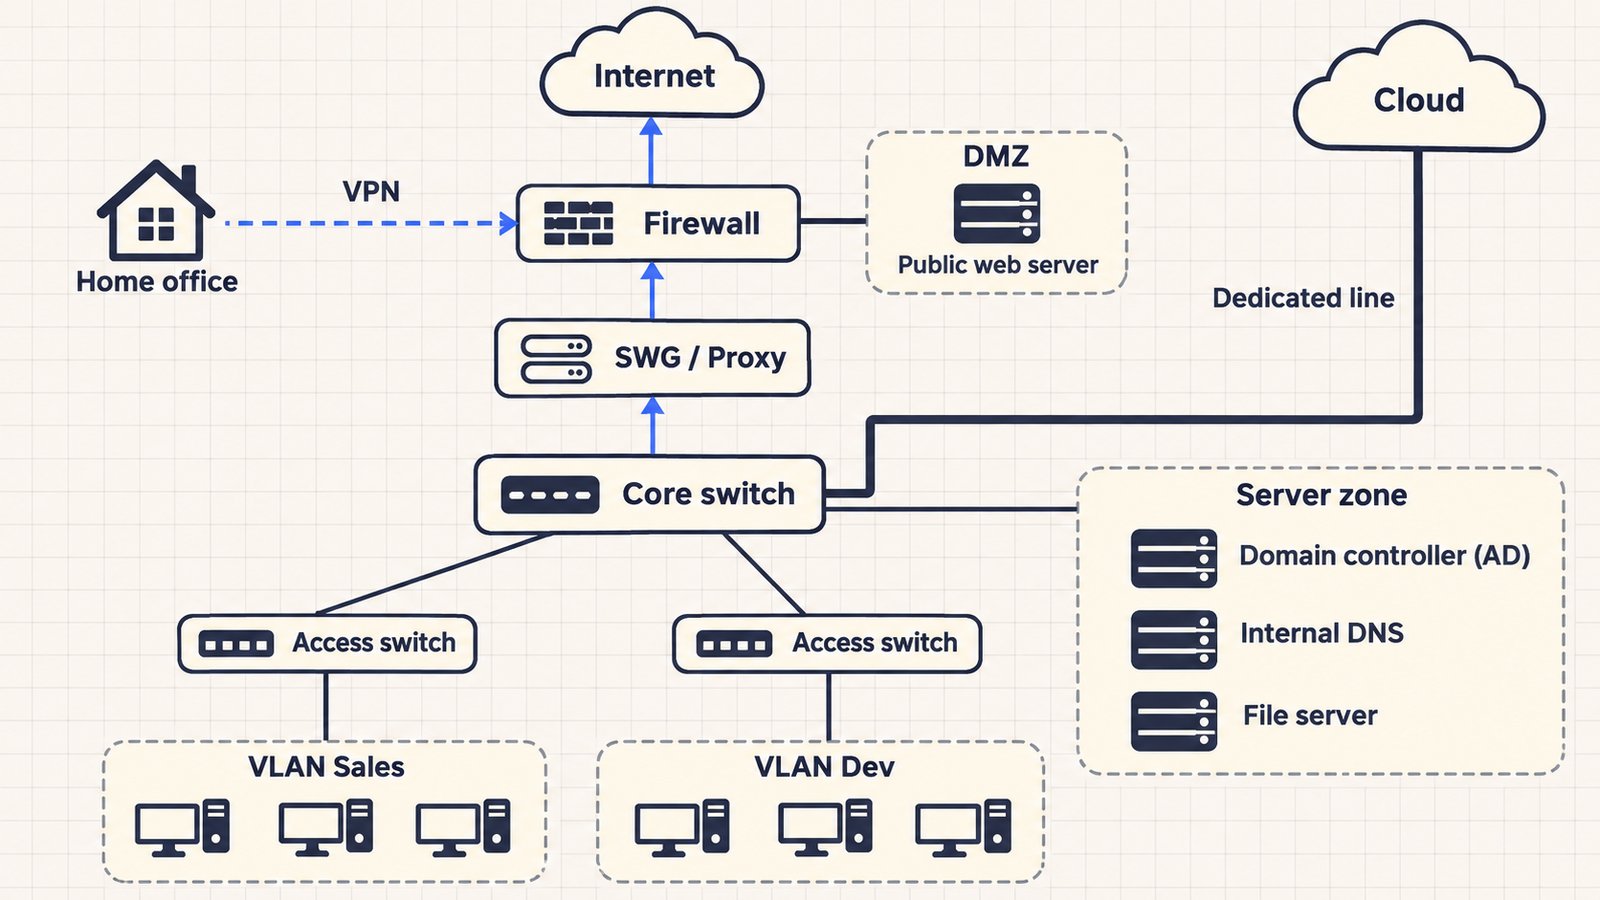 Internet
Cloud
DMZ
VPN
Firewall
Public web server
Home office
Dedicated line
SWG / Proxy
Core switch
Server zone
Domain controller (AD)
Internal DNS
File server
Access switch
Access switch
VLAN Sales
VLAN Dev